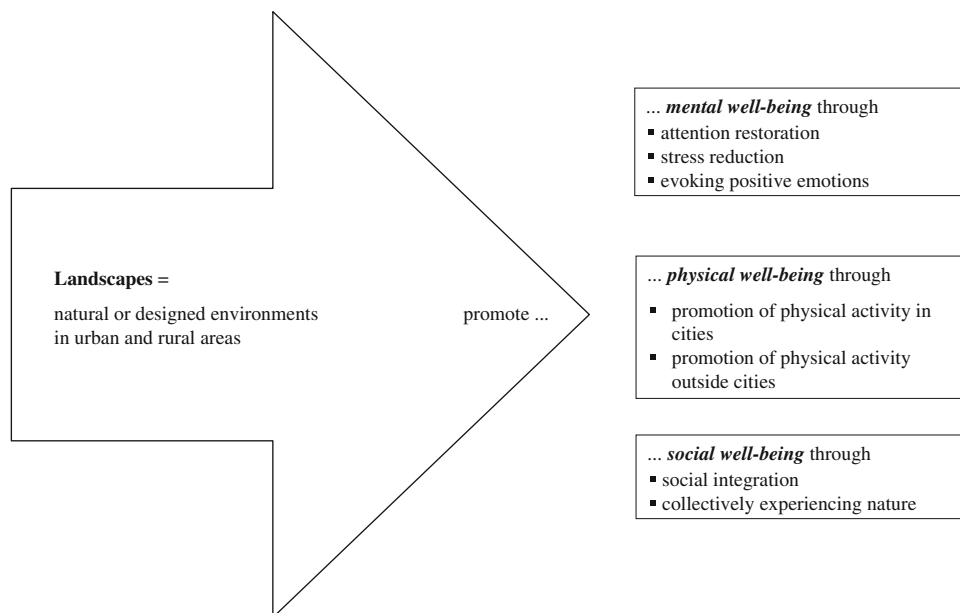 Landscapes =
natural or designed environments
in urban and rural areas
promote ...
... mental well-being through
▪ attention restoration
▪ stress reduction
▪ evoking positive emotions
... physical well-being through
▪ promotion of physical activity in
cities
▪ promotion of physical activity
outside cities
... social well-being through
▪ social integration
▪ collectively experiencing nature